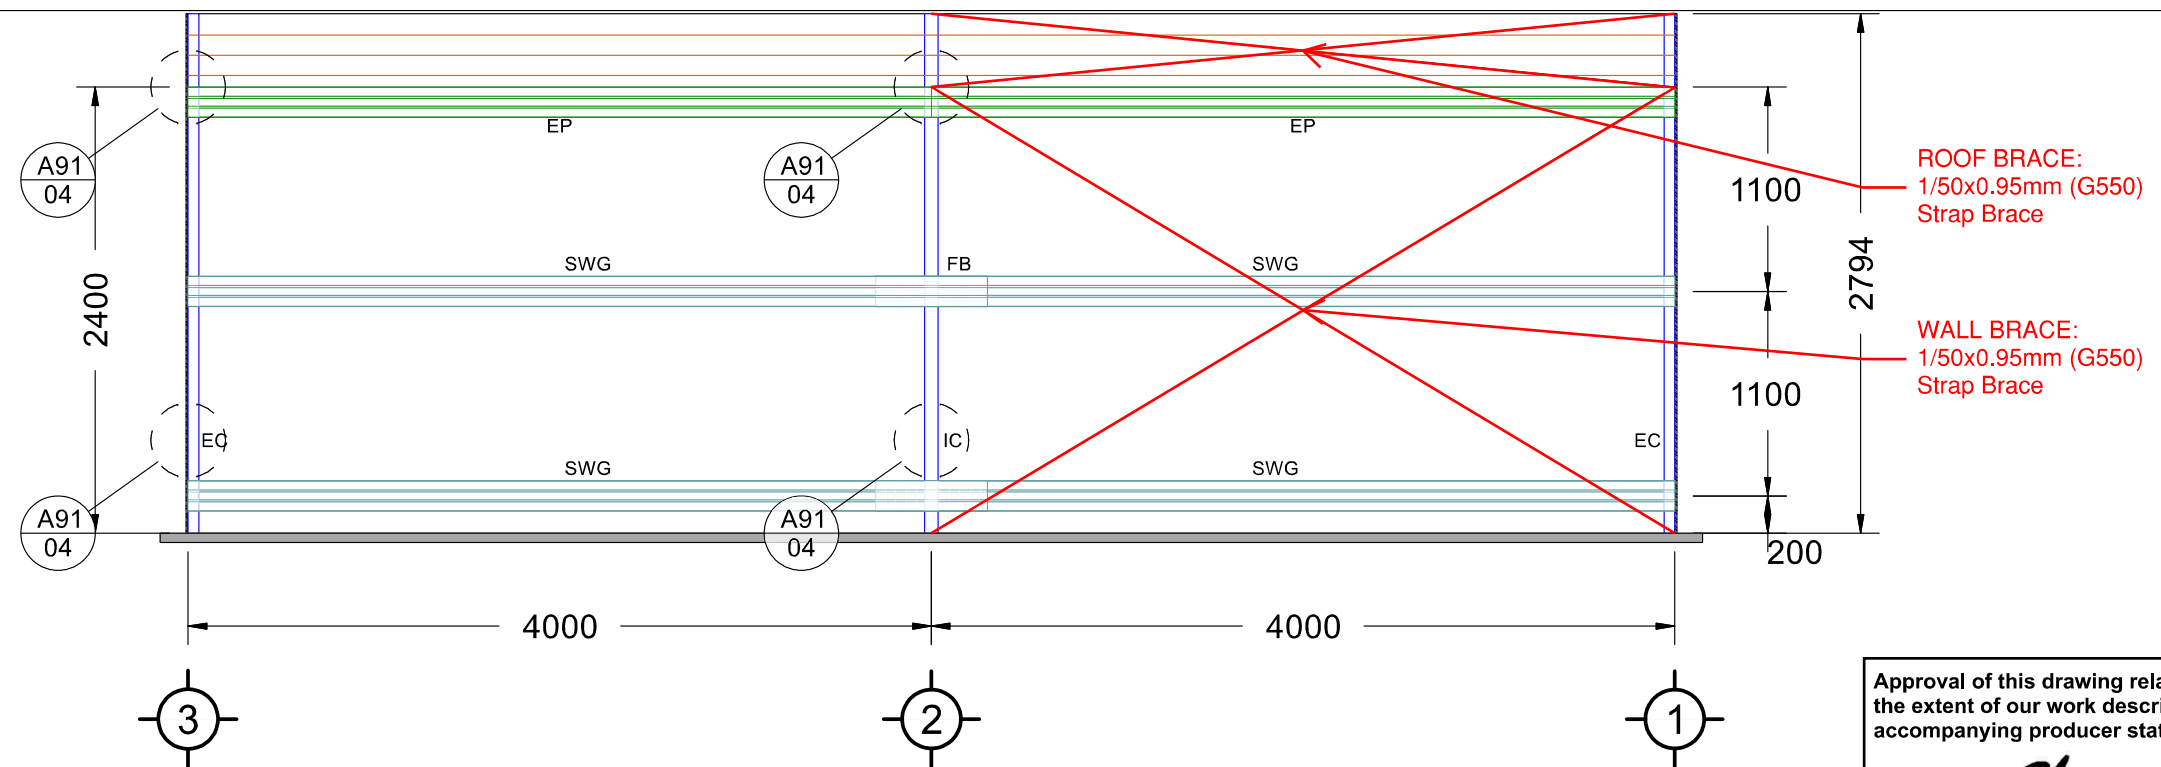 EP
EP
A91
04
A91
04
ROOF BRACE:
1/50x0.95mm (G550)
Strap Brace
1100
2794
2400
SWG
FB
SWG
WALL BRACE:
1/50x0.95mm (G550)
Strap Brace
1100
EC
IC
EC
SWG
SWG
A91
04
A91
04
200
4000
4000
3
2
1
Approval of this drawing rela
the extent of our work descri
accompanying producer stat